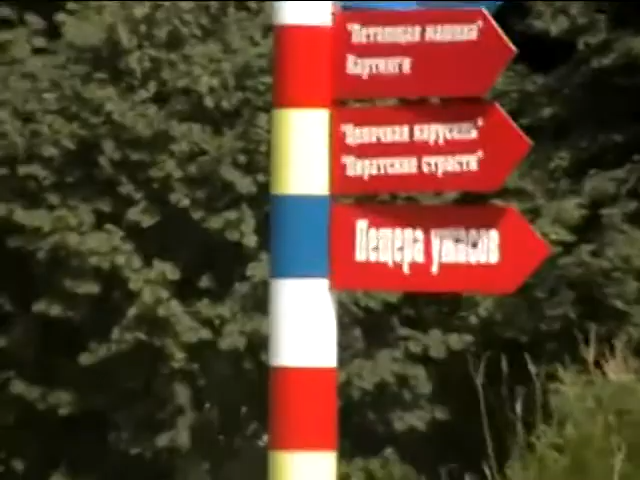 "Летающая машина"
Картинги
"Цепочная карусель"
"Пиратские страсти"
Пещера ужасов